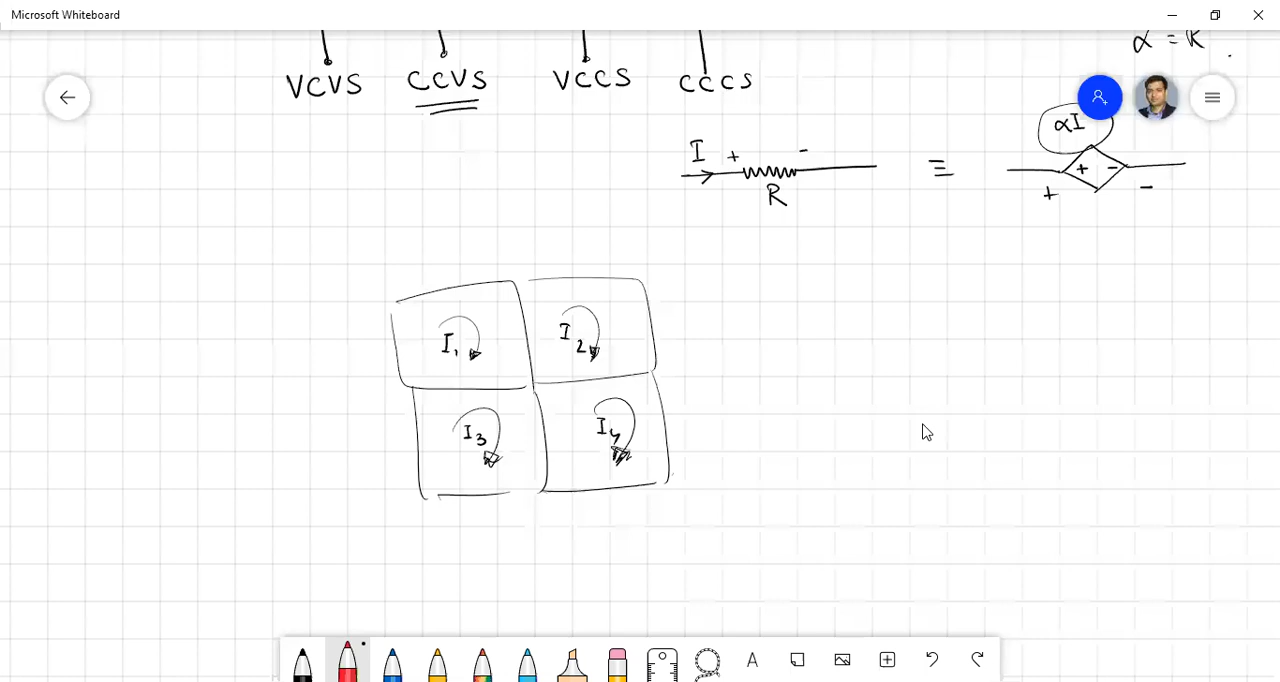 Microsoft Whiteboard
α = R
VCVS CCVS VCCS CCCS
αI
I + - ≡ + -
R + -
I₁ I₂
I₃ I₄
A